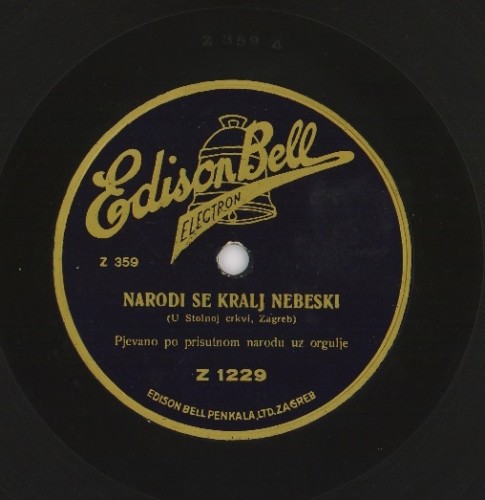 Z 359 4
Edison Bell
ELECTRON
Z 359
NARODI SE KRALJ NEBESKI
(U Stolnoj crkvi, Zagreb)
Pjevano po prisutnom narodu uz orgulje
Z 1229
EDISON BELL PENKALA, LTD. ZAGREB